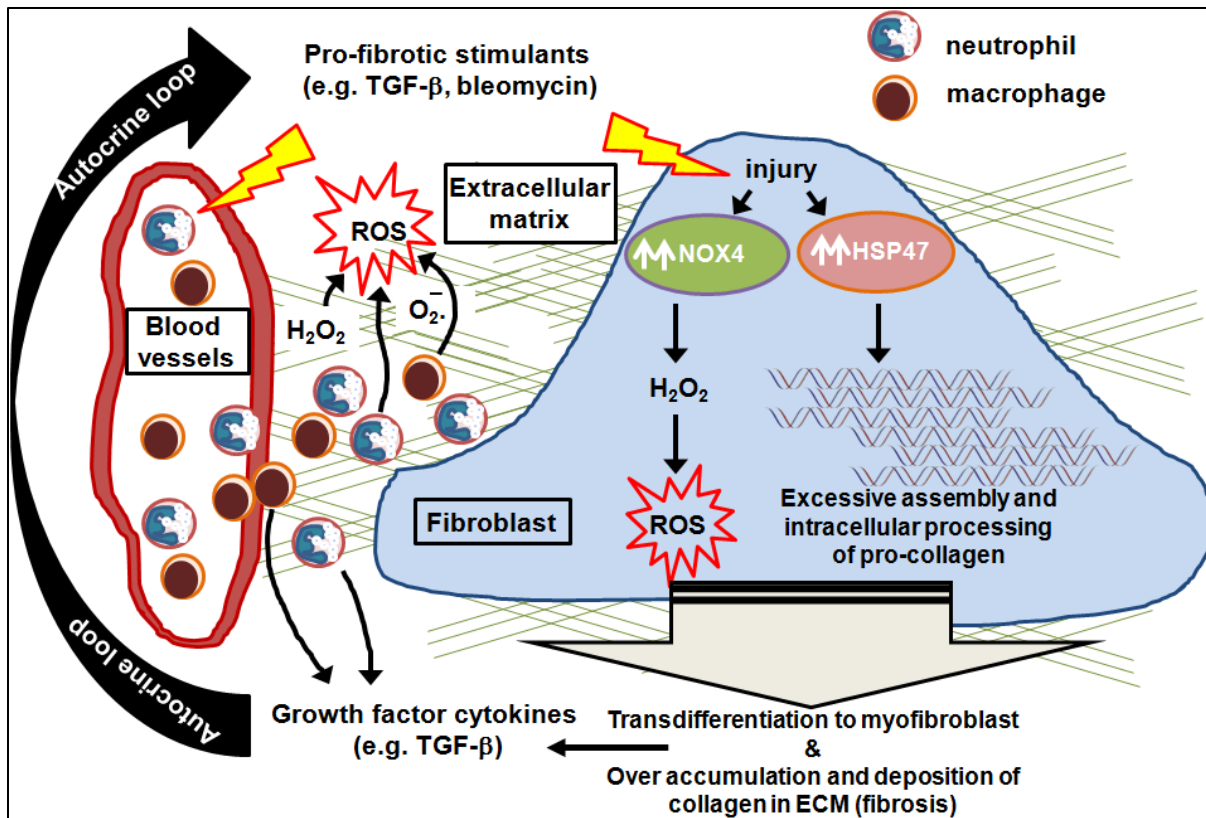 Pro-fibrotic stimulants
(e.g. TGF-β, bleomycin)
neutrophil
macrophage
Autocrine loop
ROS
Extracellular
matrix
injury
NOX4
HSP47
H₂O₂
O₂⁻.
Blood
vessels
H₂O₂
Fibroblast
ROS
Excessive assembly and
intracellular processing
of pro-collagen
Autocrine loop
Growth factor cytokines
(e.g. TGF-β)
Transdifferentiation to myofibroblast
&
Over accumulation and deposition of
collagen in ECM (fibrosis)